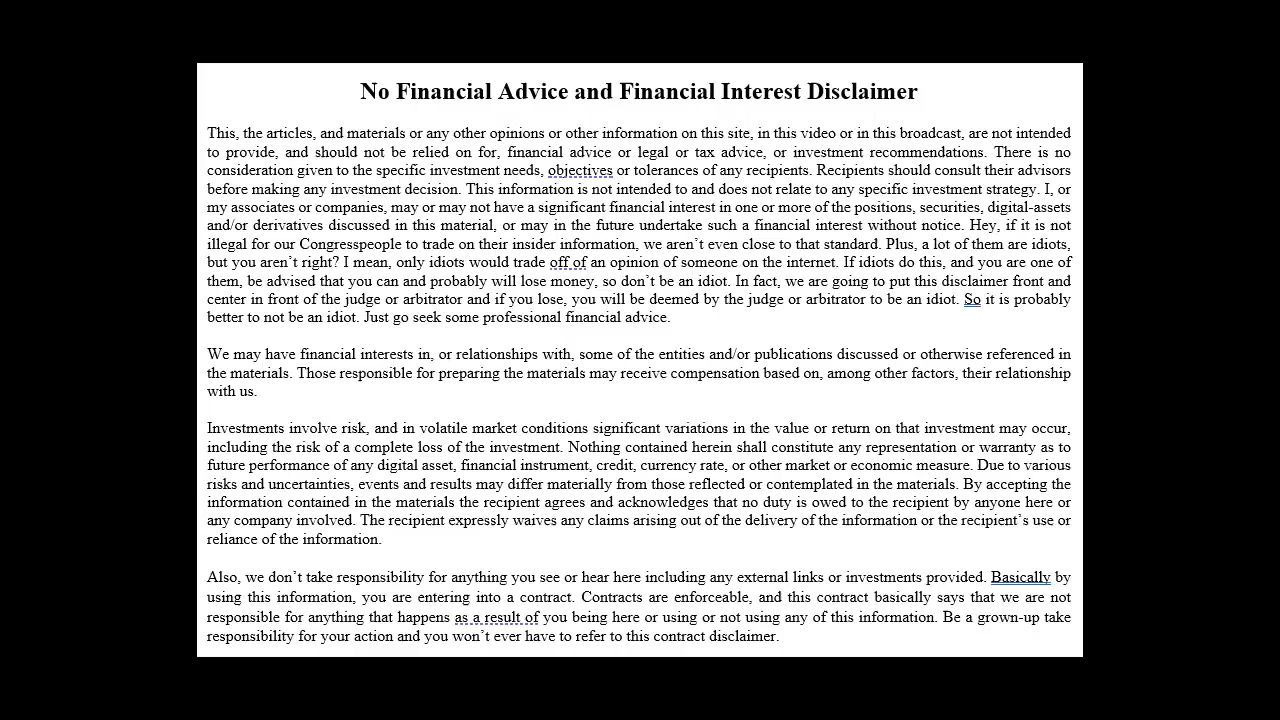 No Financial Advice and Financial Interest Disclaimer
This, the articles, and materials or any other opinions or other information on this site, in this video or in this broadcast, are not intended
to provide, and should not be relied on for, financial advice or legal or tax advice, or investment recommendations. There is no
consideration given to the specific investment needs, objectives or tolerances of any recipients. Recipients should consult their advisors
before making any investment decision. This information is not intended to and does not relate to any specific investment strategy. I, or
my associates or companies, may or may not have a significant financial interest in one or more of the positions, securities, digital-assets
and/or derivatives discussed in this material, or may in the future undertake such a financial interest without notice. Hey, if it is not
illegal for our Congresspeople to trade on their insider information, we aren’t even close to that standard. Plus, a lot of them are idiots,
but you aren’t right? I mean, only idiots would trade off of an opinion of someone on the internet. If idiots do this, and you are one of
them, be advised that you can and probably will lose money, so don’t be an idiot. In fact, we are going to put this disclaimer front and
center in front of the judge or arbitrator and if you lose, you will be deemed by the judge or arbitrator to be an idiot. So it is probably
better to not be an idiot. Just go seek some professional financial advice.
We may have financial interests in, or relationships with, some of the entities and/or publications discussed or otherwise referenced in
the materials. Those responsible for preparing the materials may receive compensation based on, among other factors, their relationship
with us.
Investments involve risk, and in volatile market conditions significant variations in the value or return on that investment may occur,
including the risk of a complete loss of the investment. Nothing contained herein shall constitute any representation or warranty as to
future performance of any digital asset, financial instrument, credit, currency rate, or other market or economic measure. Due to various
risks and uncertainties, events and results may differ materially from those reflected or contemplated in the materials. By accepting the
information contained in the materials the recipient agrees and acknowledges that no duty is owed to the recipient by anyone here or
any company involved. The recipient expressly waives any claims arising out of the delivery of the information or the recipient’s use or
reliance of the information.
Also, we don’t take responsibility for anything you see or hear here including any external links or investments provided. Basically by
using this information, you are entering into a contract. Contracts are enforceable, and this contract basically says that we are not
responsible for anything that happens as a result of you being here or using or not using any of this information. Be a grown-up take
responsibility for your action and you won’t ever have to refer to this contract disclaimer.